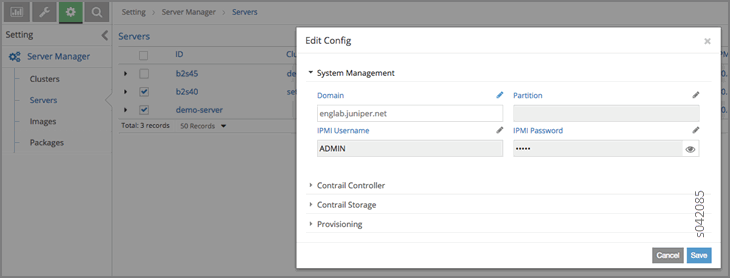 Setting > Server Manager > Servers
Setting
Server Manager
Clusters
Servers
Images
Packages
Servers
ID
Clu
b2s45
de
b2s40
set
demo-server
Total: 3 records 50 Records
Edit Config
×
System Management
Domain
Partition
englab.juniper.net
IPMI Username
IPMI Password
ADMIN
•••••
Contrail Controller
Contrail Storage
Provisioning
Cancel
Save
s042085